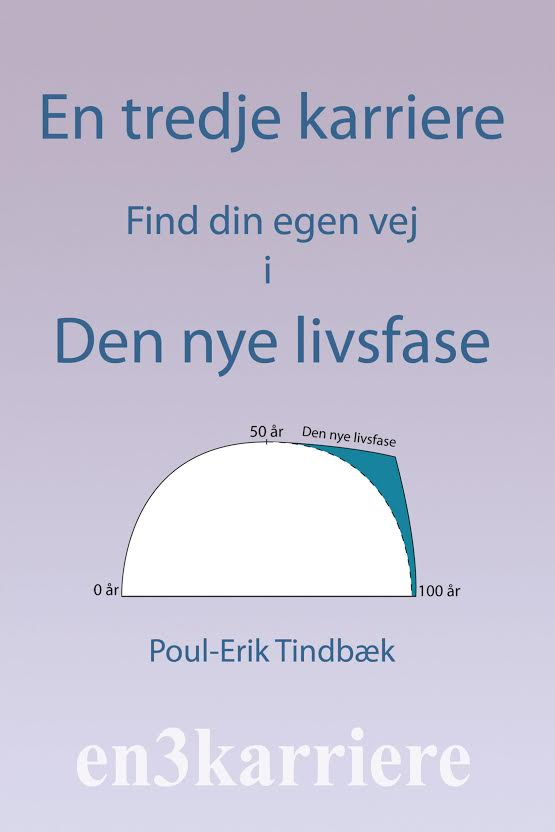 En tredje karriere
Find din egen vej
i
Den nye livsfase
50 år
Den nye livsfase
0 år
100 år
Poul-Erik Tindbæk
en3karriere